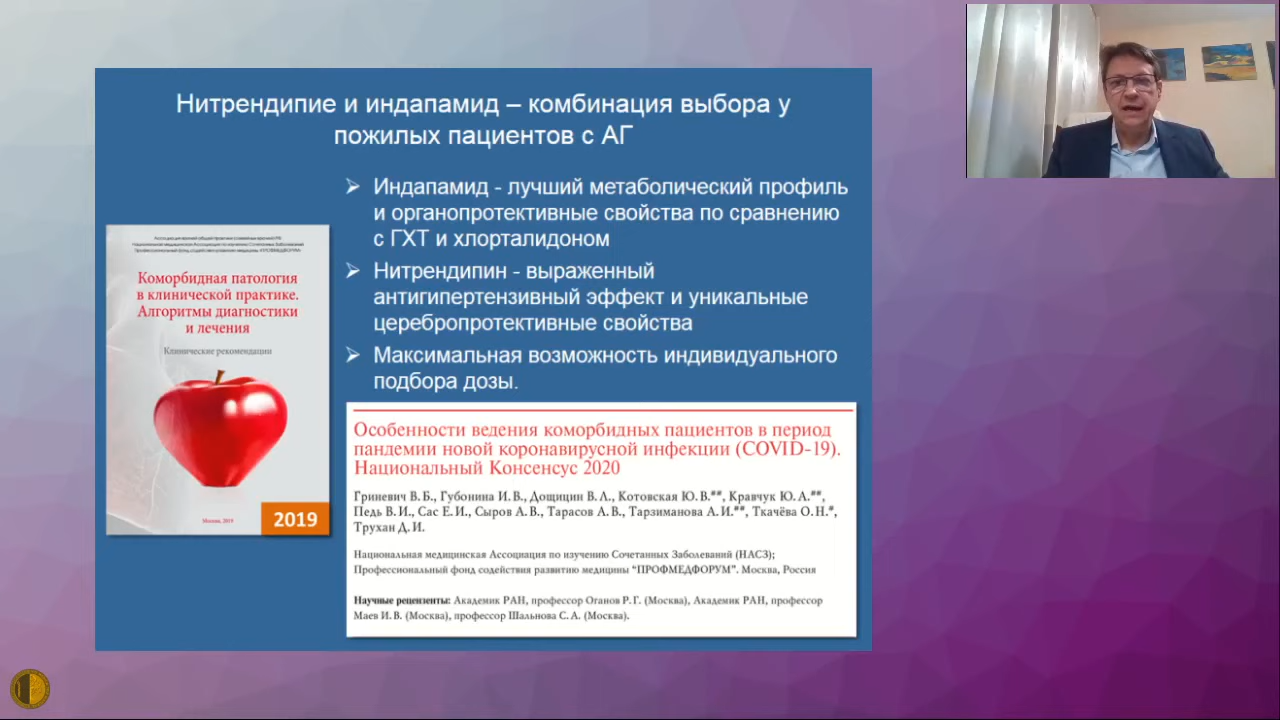 Нитрендипие и индапамид – комбинация выбора у
пожилых пациентов с АГ
Индапамид - лучший метаболический профиль
и органопротективные свойства по сравнению
с ГХТ и хлорталидоном
Нитрендипин - выраженный
антигипертензивный эффект и уникальные
церебропротективные свойства
Максимальная возможность индивидуального
подбора дозы.
Коморбидная патология
в клинической практике.
Алгоритмы диагностики
и лечения
Клинические рекомендации
Москва, 2019
2019
Особенности ведения коморбидных пациентов в период
пандемии новой коронавирусной инфекции (COVID-19).
Национальный Консенсус 2020
Гриневич В. Б., Губонина И. В., Дощицин В. Л., Котовская Ю. В.##, Кравчук Ю. А.##,
Педь В. И., Сас Е. И., Сыров А. В., Тарасов А. В., Тарзиманова А. И.##, Ткачёва О. Н.#,
Трухан Д. И.
Национальная медицинская Ассоциация по изучению Сочетанных Заболеваний (НАСЗ);
Профессиональный фонд содействия развитию медицины “ПРОФМЕДФОРУМ”. Москва, Россия
Научные рецензенты: Академик РАН, профессор Оганов Р. Г. (Москва), Академик РАН, профессор
Маев И. В. (Москва), профессор Шальнова С. А. (Москва).